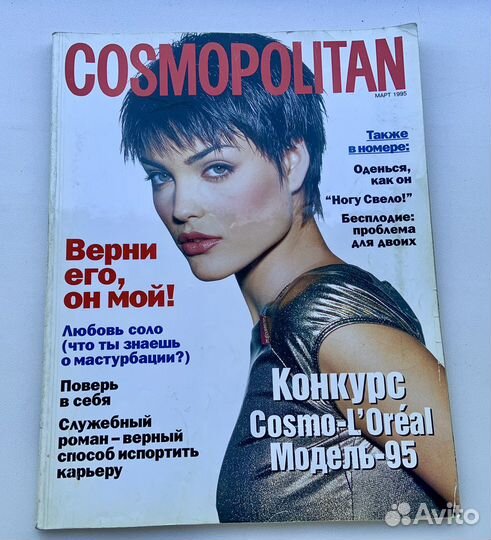 COSMOPOLITAN
МАРТ 1995
Также
в номере:
Оденься,
как он
“Ногу Свело!”
Бесплодие:
проблема
для двоих
Верни
его,
он мой!
Любовь соло
(что ты знаешь
о мастурбации?)
Поверь
в себя
Служебный
роман – верный
способ испортить
карьеру
Конкурс
Cosmo-L’Oréal
Модель-95
Avito